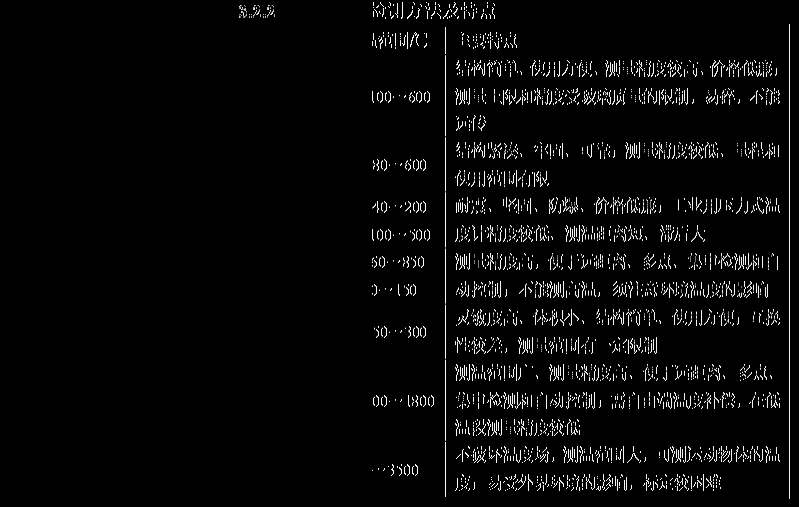 3.2.2 检测方法及特点
范围/℃ 主要特点
结构简单、使用方便、测量精度较高、价格低廉；
100~600 测量上限和精度受玻璃质量的限制，易碎，不能
远传
结构紧凑、牢固、可靠；测量精度较低、量程和
80~600
使用范围有限
40~200 耐震、坚固、防爆、价格低廉；工业用压力式温
100~500 度计精度较低、测温距离短、滞后大
60~850 测量精度高，便于远距离、多点、集中检测和自
0~150 动控制；不能测高温，须注意环境温度的影响
灵敏度高、体积小、结构简单、使用方便；互换
50~300
性较差，测量范围有一定限制
测温范围广、测量精度高、便于远距离、多点、
00~1800 集中检测和自动控制；需自由端温度补偿，在低
温段测量精度较低
不破坏温度场，测温范围大，可测运动物体的温
~3500
度；易受外界环境的影响，标定较困难